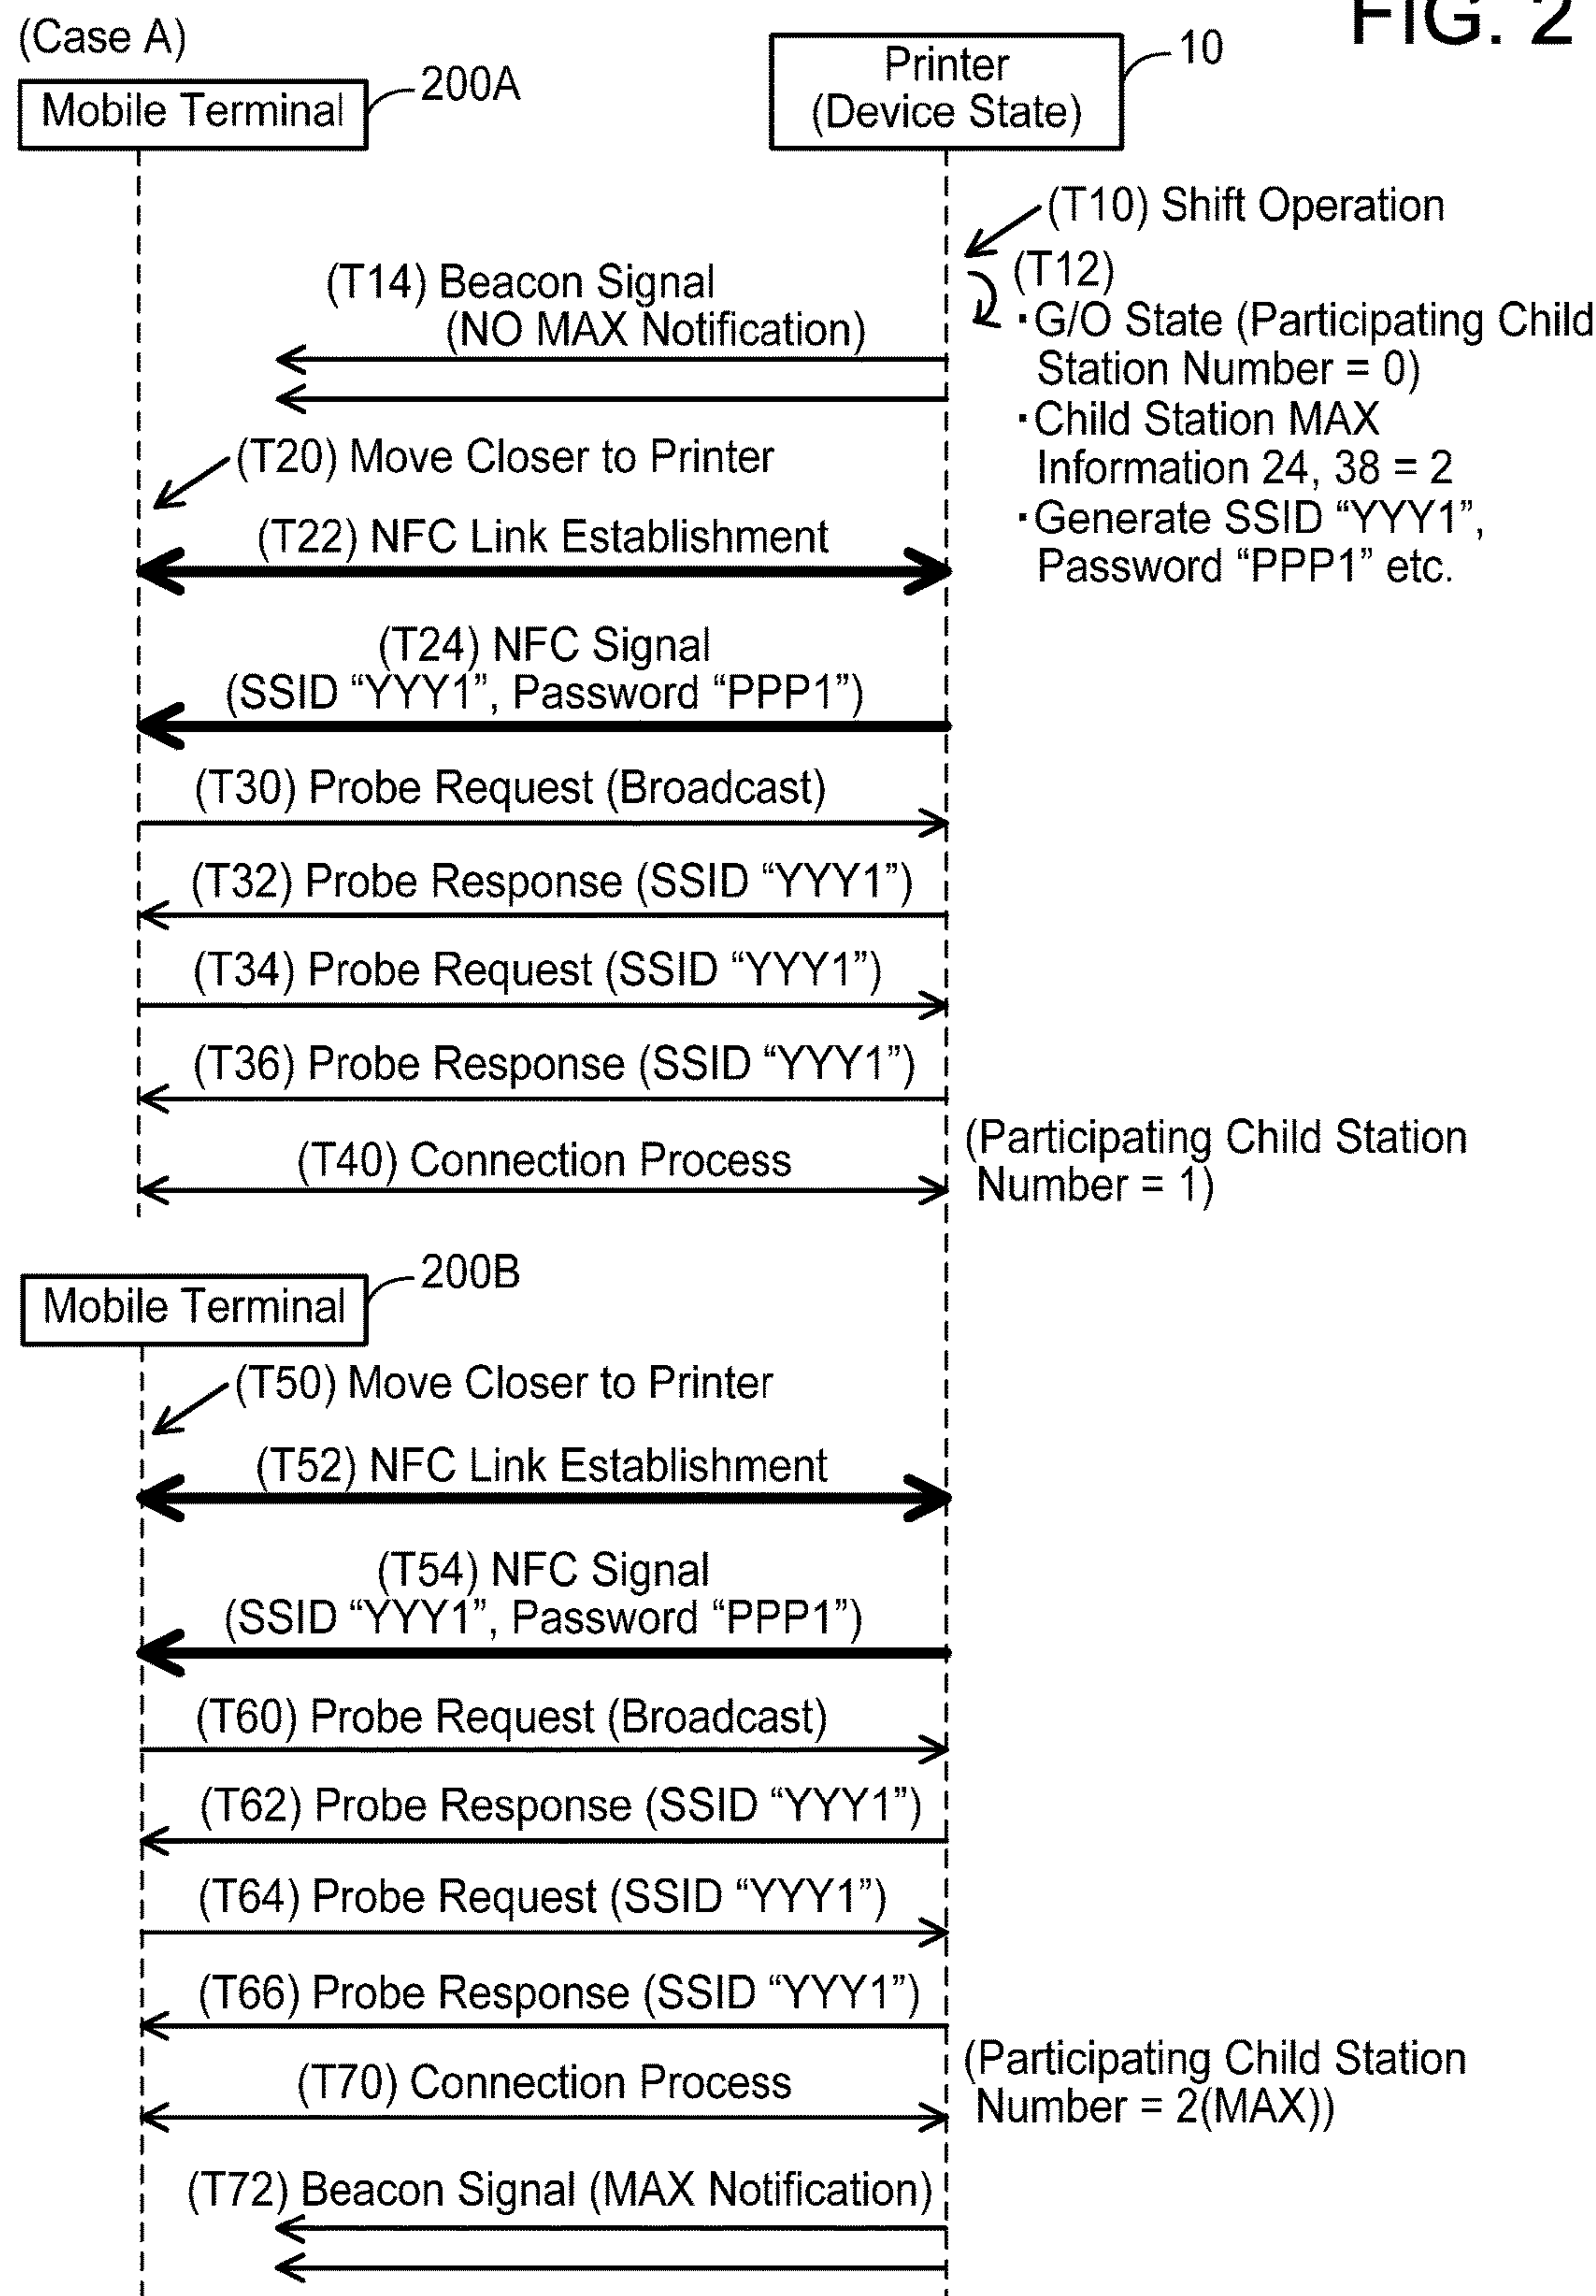 FIG. 2
(Case A)
Mobile Terminal
200A
Printer
(Device State)
10
(T10) Shift Operation
(T12)
·G/O State (Participating Child
Station Number = 0)
·Child Station MAX
Information 24, 38 = 2
·Generate SSID “YYY1”,
Password “PPP1” etc.
(T14) Beacon Signal
(NO MAX Notification)
(T20) Move Closer to Printer
(T22) NFC Link Establishment
(T24) NFC Signal
(SSID “YYY1”, Password “PPP1”)
(T30) Probe Request (Broadcast)
(T32) Probe Response (SSID “YYY1”)
(T34) Probe Request (SSID “YYY1”)
(T36) Probe Response (SSID “YYY1”)
(T40) Connection Process
(Participating Child Station
Number = 1)
Mobile Terminal
200B
(T50) Move Closer to Printer
(T52) NFC Link Establishment
(T54) NFC Signal
(SSID “YYY1”, Password “PPP1”)
(T60) Probe Request (Broadcast)
(T62) Probe Response (SSID “YYY1”)
(T64) Probe Request (SSID “YYY1”)
(T66) Probe Response (SSID “YYY1”)
(T70) Connection Process
(Participating Child Station
Number = 2(MAX))
(T72) Beacon Signal (MAX Notification)